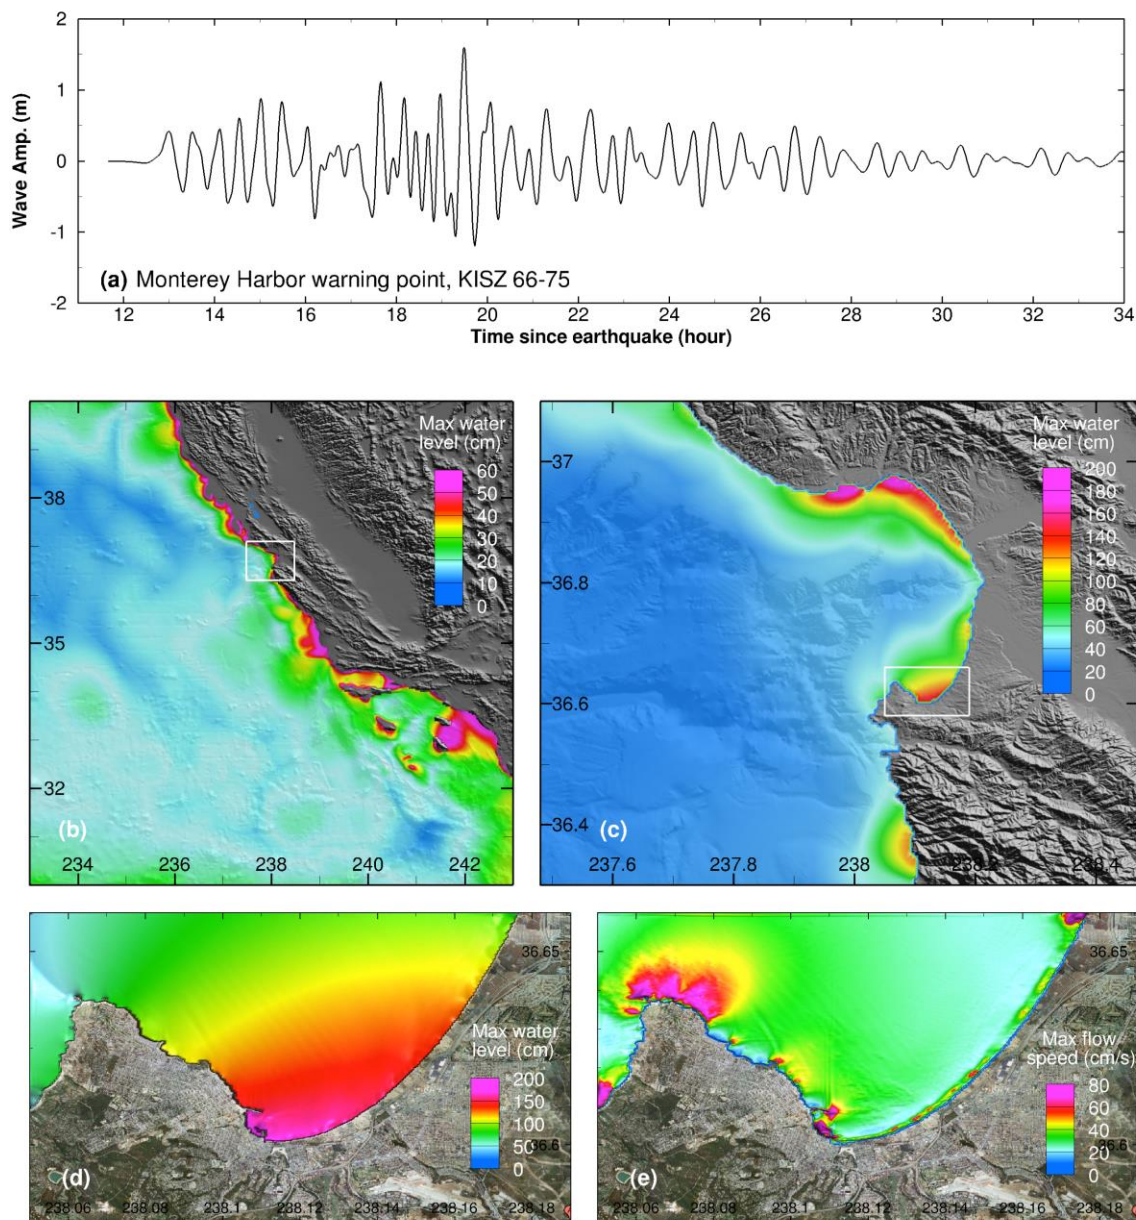 2
1
0
-1
-2
Wave Amp. (m)
(a) Monterey Harbor warning point, KISZ 66-75
12 14 16 18 20 22 24 26 28 30 32 34
Time since earthquake (hour)
Max water
level (cm)
60
50
40
30
20
10
0
38
35
32
(b)
234 236 238 240 242
Max water
level (cm)
200
180
160
140
120
100
80
60
40
20
0
37
36.8
36.6
36.4
(c)
237.6 237.8 238 238.2 238.4
36.65
Max water
level (cm)
200
150
100
50
0
36.6
(d)
238.06 238.08 238.1 238.12 238.14 238.16 238.18
36.65
Max flow
speed (cm/s)
80
60
40
20
0
36.6
(e)
238.06 238.08 238.1 238.12 238.14 238.16 238.18